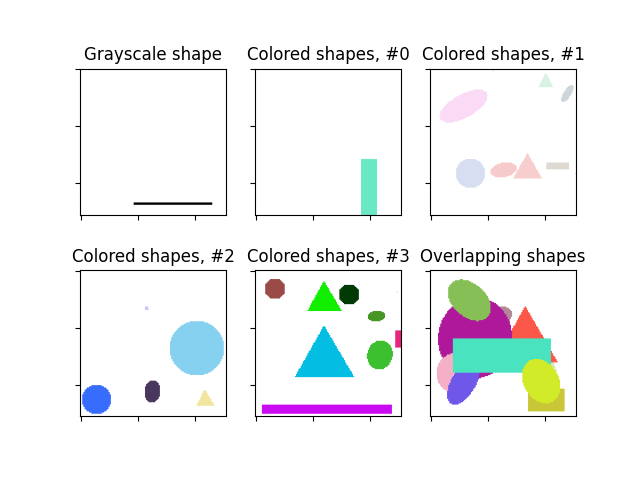 Grayscale shape
Colored shapes, #0
Colored shapes, #1
Colored shapes, #2
Colored shapes, #3
Overlapping shapes